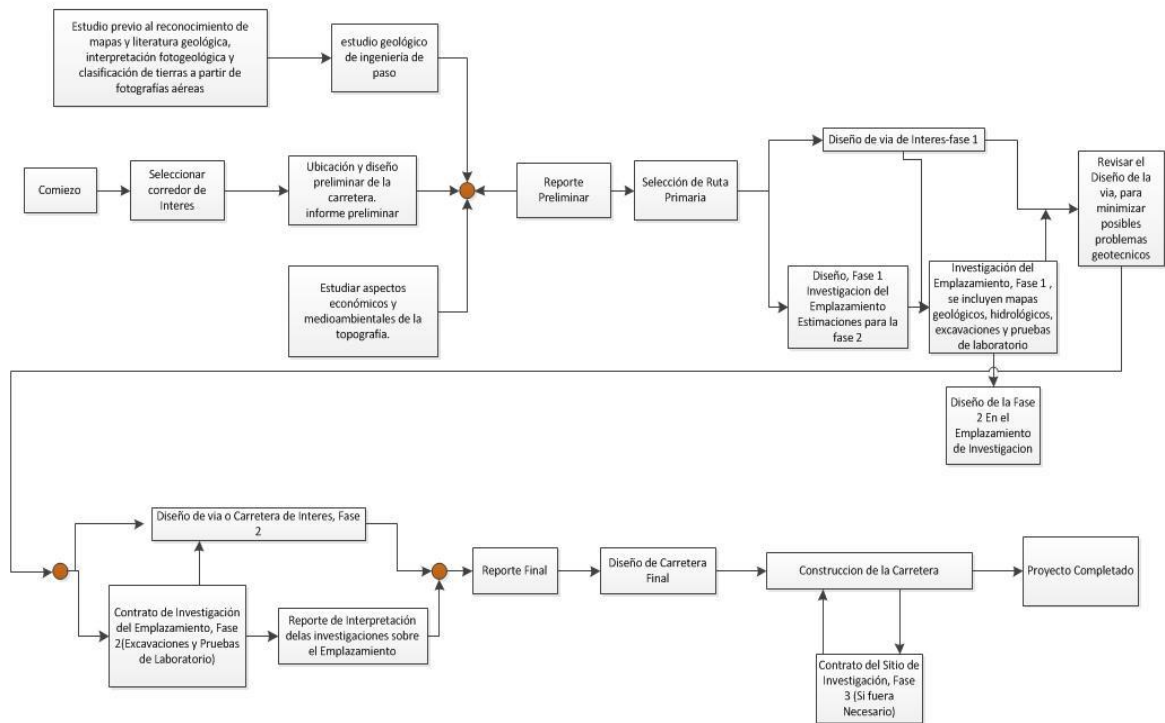 Estudio previo al reconocimiento de
mapas y literatura geológica,
interpretación fotogeológica y
clasificación de tierras a partir de
fotografías aéreas
estudio geológico
de ingeniería de
paso
Comiezo
Seleccionar
corredor de
Interes
Ubicación y diseño
preliminar de la
carretera.
informe preliminar
Estudiar aspectos
económicos y
medioambientales de la
topografía.
Reporte
Preliminar
Selección de Ruta
Primaria
Diseño de via de Interes-fase 1
Diseño, Fase 1
Investigacion del
Emplazamiento
Estimaciones para la
fase 2
Investigación del
Emplazamiento, Fase 1 ,
se incluyen mapas
geológicos, hidrológicos,
excavaciones y pruebas
de laboratorio
Revisar el
Diseño de la
via, para
minimizar
posibles
problemas
geotecnicos
Diseño de la Fase
2 En el
Emplazamiento
de Investigacion
Diseño de via o Carretera de Interes, Fase
2
Contrato de Investigación
del Emplazamiento, Fase
2(Excavaciones y Pruebas
de Laboratorio)
Reporte de Interpretación
delas investigaciones sobre
el Emplazamiento
Reporte Final
Diseño de Carretera
Final
Construccion de la Carretera
Contrato del Sitio de
Investigación, Fase
3 (Si fuera
Necesario)
Proyecto Completado